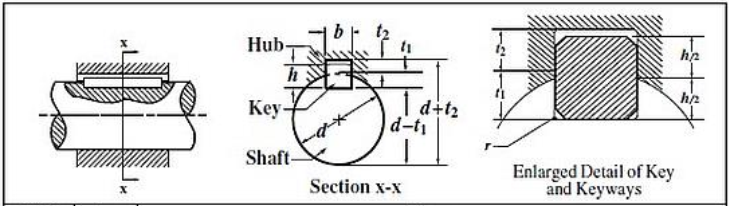 x
x
b
t₂
t₁
Hub
h
Key
d
d+t₂
d–t₁
Shaft
Section x-x
t₂
t₁
h/2
h/2
r
Enlarged Detail of Key
and Keyways